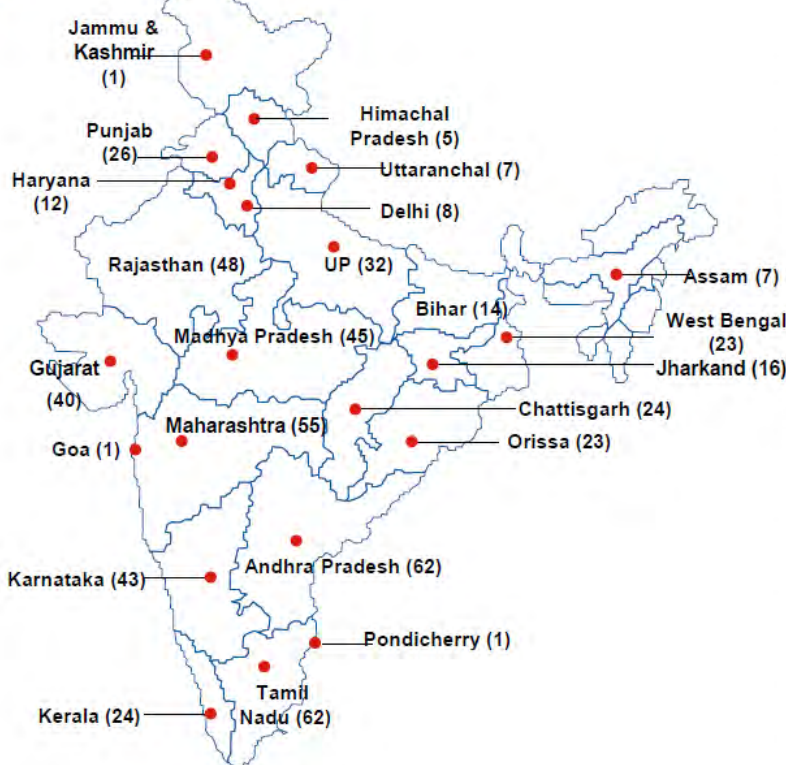 Jammu &
Kashmir
(1)
Himachal
Pradesh (5)
Punjab
(26)
Uttaranchal (7)
Haryana
(12)
Delhi (8)
Rajasthan (48)
UP (32)
Assam (7)
Bihar (14)
West Bengal
(23)
Madhya Pradesh (45)
Gujarat
(40)
Jharkand (16)
Chattisgarh (24)
Maharashtra (55)
Orissa (23)
Goa (1)
Andhra Pradesh (62)
Karnataka (43)
Pondicherry (1)
Tamil
Nadu (62)
Kerala (24)